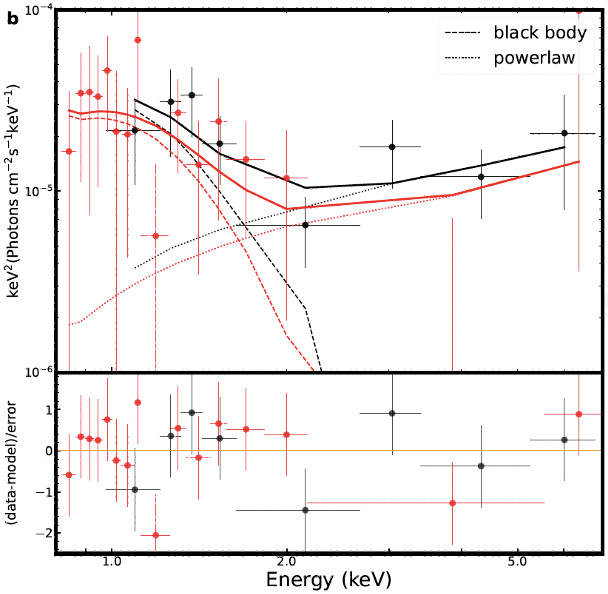 b
10⁻⁴
black body
powerlaw
keV²(Photons cm⁻²s⁻¹keV⁻¹)
10⁻⁵
10⁻⁶
(data-model)/error
1
0
−1
−2
1.0
2.0
5.0
Energy (keV)